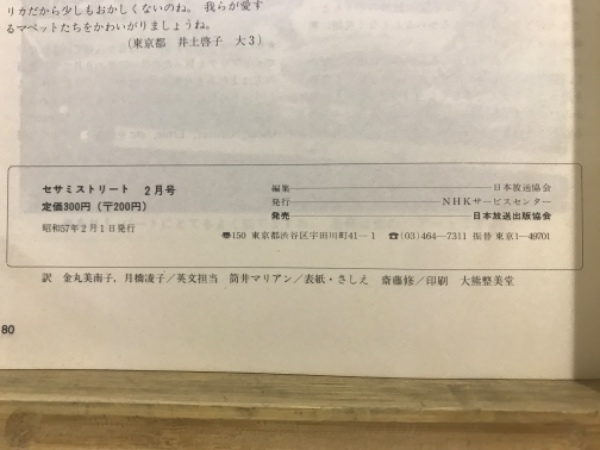 リカだから少しもおかしくないのね。 我らが愛す
るマペットたちをかわいがりましょうね。
(東京都 井土啓子 大3)
セサミストリート 2月号
定価300円(〒200円)
昭和57年2月1日発行
編集――日本放送協会
発行――NHKサービスセンター
発売――日本放送出版協会
〠150 東京都渋谷区宇田川町41−1 ☎(03)464−7311 振替 東京1−49701
訳 金丸美南子、月橋淩子/英文担当 筒井マリアン/表紙・さしえ 斎藤修/印刷 大熊整美堂
80